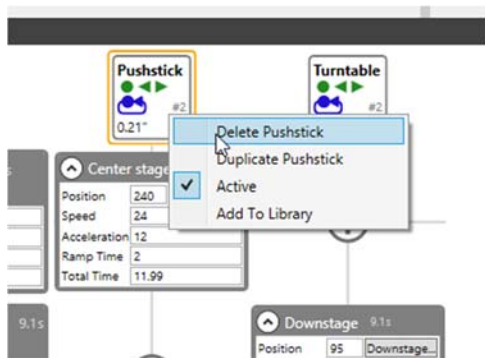 Pushstick
#2
0.21"
Turntable
#2
Delete Pushstick
Duplicate Pushstick
Active
Add To Library
Center stage
Position 240
Speed 24
Acceleration 12
Ramp Time 2
Total Time 11.99
9.1s
Downstage 9.1s
Position 95 Downstage...